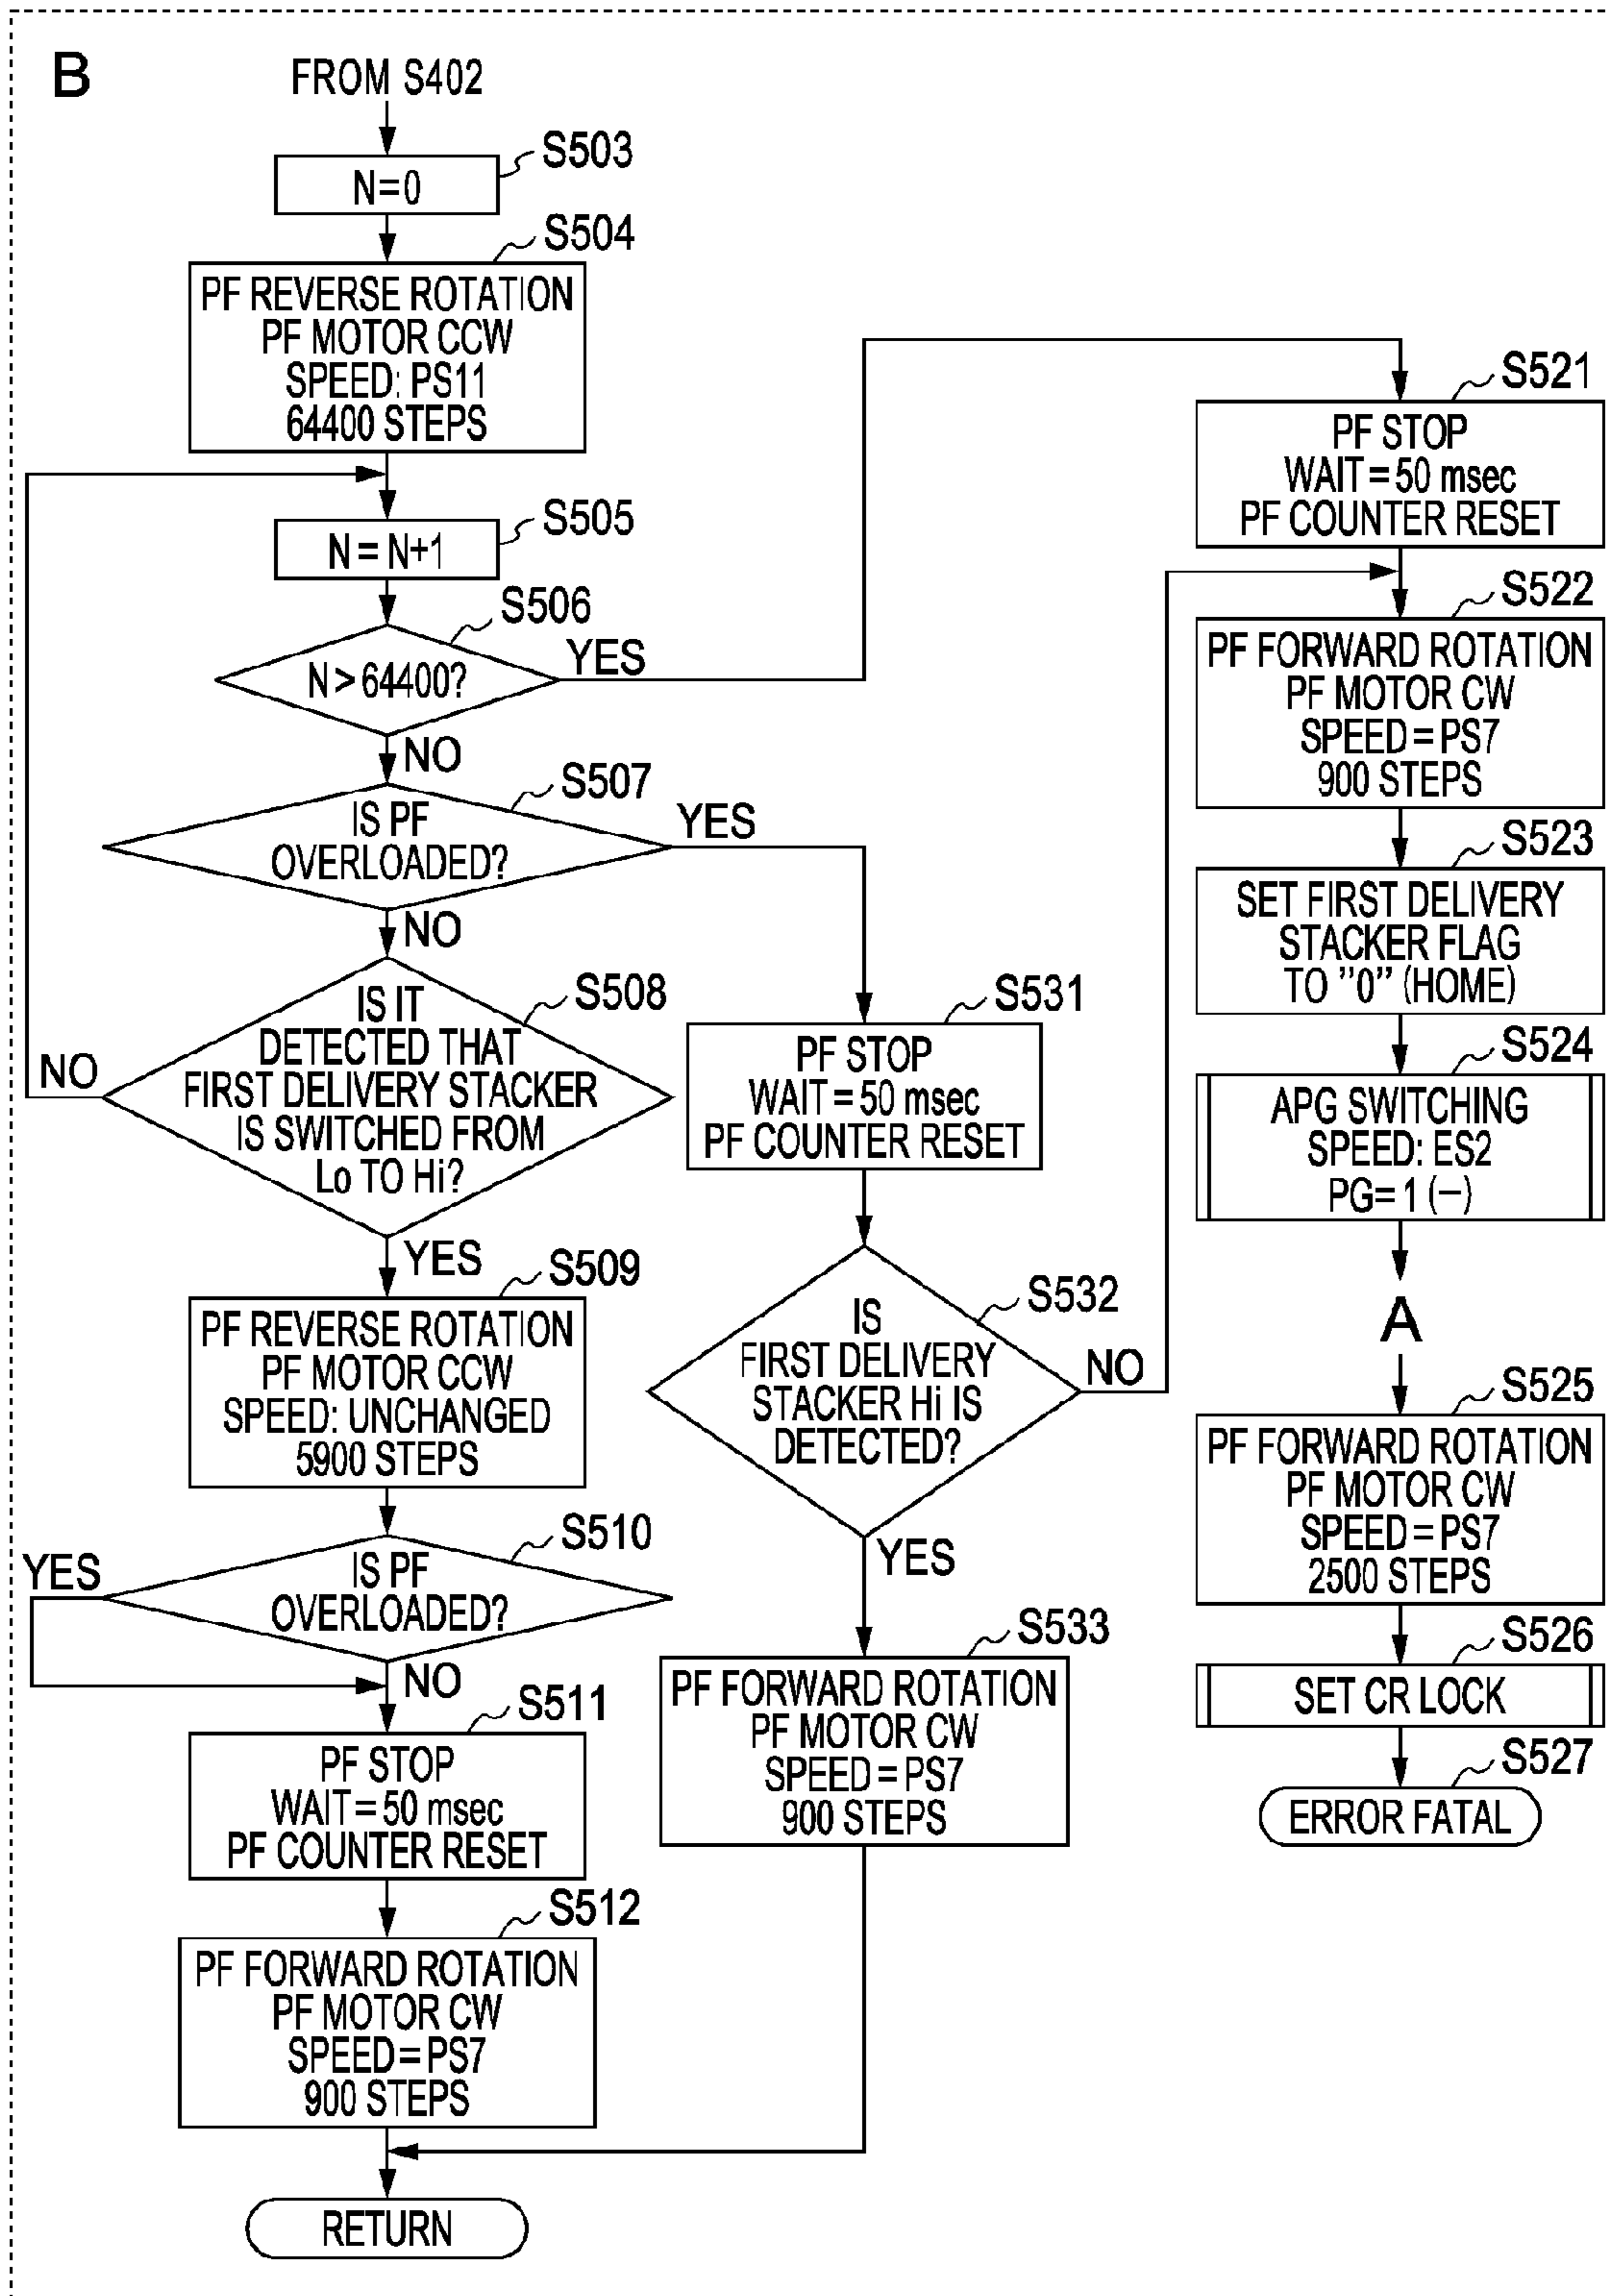 B
FROM S402
S503
N=0
S504
PF REVERSE ROTATION
PF MOTOR CCW
SPEED: PS11
64400 STEPS
S505
N = N+1
S506
N > 64400?
YES
NO
S507
IS PF
OVERLOADED?
YES
NO
S508
IS IT
DETECTED THAT
FIRST DELIVERY STACKER
IS SWITCHED FROM
Lo TO Hi?
NO
YES
S509
PF REVERSE ROTATION
PF MOTOR CCW
SPEED: UNCHANGED
5900 STEPS
S510
IS PF
OVERLOADED?
YES
NO
S511
PF STOP
WAIT = 50 msec
PF COUNTER RESET
S512
PF FORWARD ROTATION
PF MOTOR CW
SPEED = PS7
900 STEPS
RETURN
S531
PF STOP
WAIT = 50 msec
PF COUNTER RESET
S532
IS
FIRST DELIVERY
STACKER Hi IS
DETECTED?
NO
YES
S533
PF FORWARD ROTATION
PF MOTOR CW
SPEED = PS7
900 STEPS
S521
PF STOP
WAIT = 50 msec
PF COUNTER RESET
S522
PF FORWARD ROTATION
PF MOTOR CW
SPEED = PS7
900 STEPS
S523
SET FIRST DELIVERY
STACKER FLAG
TO "0" (HOME)
S524
APG SWITCHING
SPEED: ES2
PG= 1 (−)
A
S525
PF FORWARD ROTATION
PF MOTOR CW
SPEED = PS7
2500 STEPS
S526
SET CR LOCK
S527
ERROR FATAL